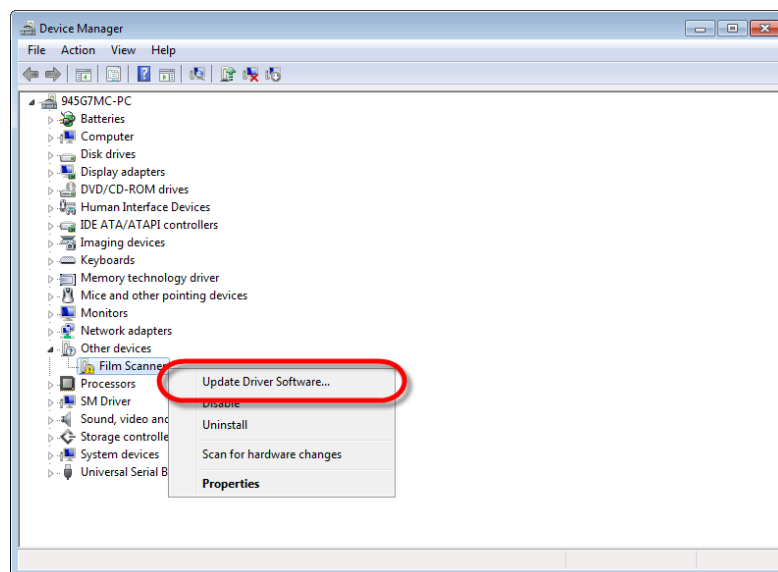 Device Manager
File Action View Help
945G7MC-PC
Batteries
Computer
Disk drives
Display adapters
DVD/CD-ROM drives
Human Interface Devices
IDE ATA/ATAPI controllers
Imaging devices
Keyboards
Memory technology driver
Mice and other pointing devices
Monitors
Network adapters
Other devices
Film Scanner
Update Driver Software...
Processors
SM Driver
Disable
Sound, video and
Uninstall
Storage controlle
System devices
Scan for hardware changes
Universal Serial B
Properties